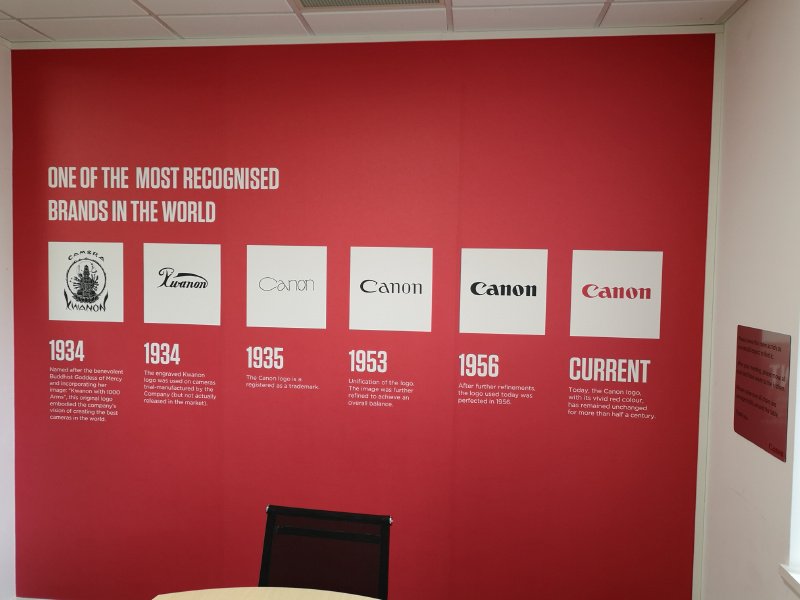 ONE OF THE MOST RECOGNISED
BRANDS IN THE WORLD
CAMERA
KWANON
Kwanon
Canon
Canon
Canon
Canon
1934
Named after the benevolent
Buddhist Goddess of Mercy
and incorporating her
image: "Kwanon with 1000
Arms", this original logo
embodied the company's
vision of creating the best
cameras in the world.
1934
The engraved Kwanon
logo was used on cameras
trial-manufactured by the
Company (but not actually
released in the market).
1935
The Canon logo is a
registered as a trademark.
1953
Unification of the logo.
The image was further
refined to achieve an
overall balance.
1956
After further refinements,
the logo used today was
perfected in 1956.
CURRENT
Today, the Canon logo,
with its vivid red colour,
has remained unchanged
for more than half a century.